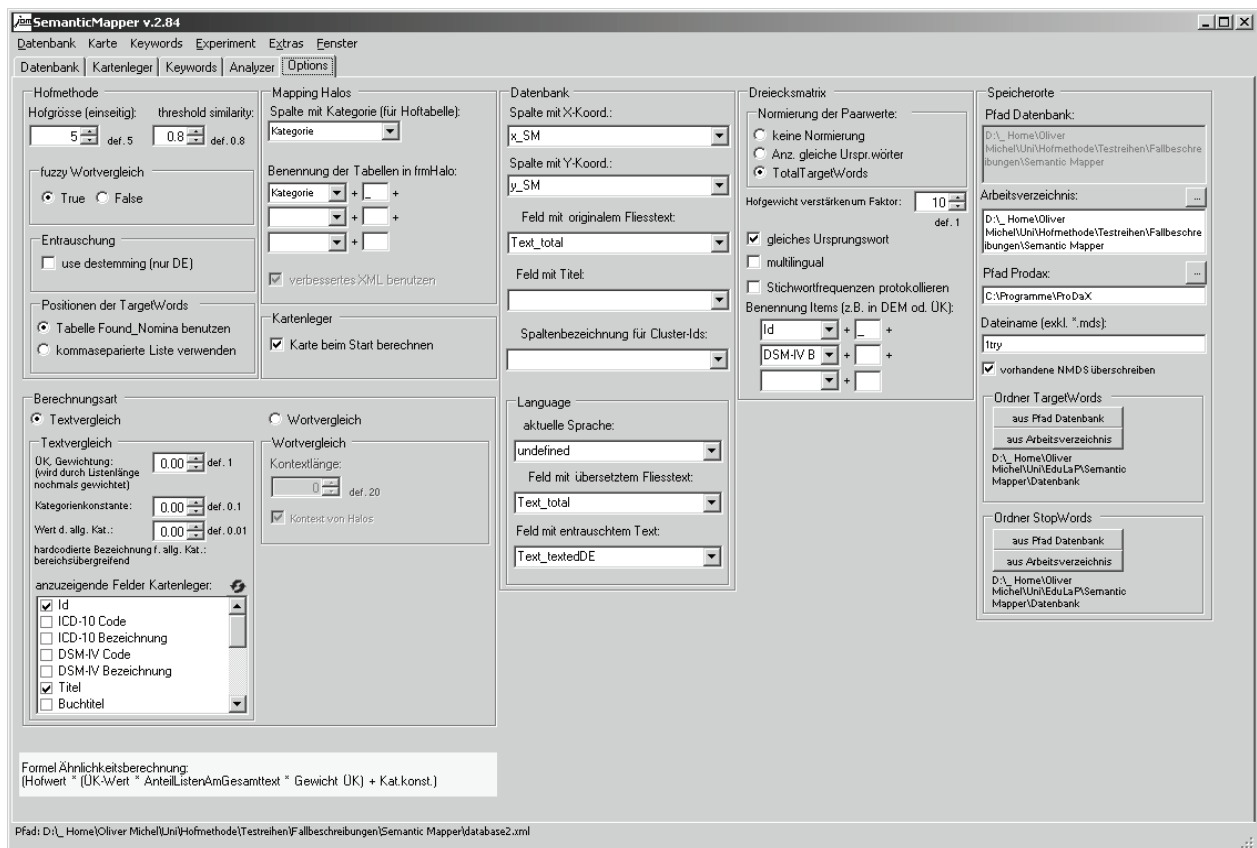 jbm SemanticMapper v.2.84
Datenbank Karte Keywords Experiment Extras Fenster
Datenbank Kartenleger Keywords Analyzer Options
Hofmethode
Hofgrösse (einseitig): threshold similarity:
5 def. 5 0.8 def. 0.8
fuzzy Wortvergleich
True False
Entrauschung
use destemming (nur DE)
Positionen der TargetWords
Tabelle Found_Nomina benutzen
kommaseparierte Liste verwenden
Mapping Halos
Spalte mit Kategorie (für Hoftabelle):
Kategorie
Benennung der Tabellen in frmHalo:
Kategorie + _ +
+ +
+
verbessertes XML benutzen
Kartenleger
Karte beim Start berechnen
Berechnungsart
Textvergleich Wortvergleich
Textvergleich
ÜK, Gewichtung: 0.00 def. 1
(wird durch Listenlänge
nochmals gewichtet)
Kategorienkonstante: 0.00 def. 0.1
Wert d. allg. Kat.: 0.00 def. 0.01
hardcodierte Bezeichnung f. allg. Kat.:
bereichsübergreifend
anzuzeigende Felder Kartenleger:
Id
ICD-10 Code
ICD-10 Bezeichnung
DSM-IV Code
DSM-IV Bezeichnung
Titel
Buchtitel
Wortvergleich
Kontextlänge:
0 def. 20
Kontext von Halos
Datenbank
Spalte mit X-Koord.:
x_SM
Spalte mit Y-Koord.:
y_SM
Feld mit originalem Fliesstext:
Text_total
Feld mit Titel:
Spaltenbezeichnung für Cluster-Ids:
Language
aktuelle Sprache:
undefined
Feld mit übersetztem Fliesstext:
Text_total
Feld mit entrauschtem Text:
Text_textedDE
Dreiecksmatrix
Normierung der Paarwerte:
keine Normierung
Anz. gleiche Urspr.wörter
TotalTargetWords
Hofgewicht verstärken um Faktor: 10
def. 1
gleiches Ursprungswort
multilingual
Stichwortfrequenzen protokollieren
Benennung Items (z.B. in DEM od. ÜK):
Id + _ +
DSM-IV B + +
+
Speicherorte
Pfad Datenbank:
D:\_ Home\Oliver
Michel\Uni\Hofmethode\Testreihen\Fallbeschre
ibungen\Semantic Mapper
Arbeitsverzeichnis: ...
D:\_ Home\Oliver
Michel\Uni\Hofmethode\Testreihen\Fallbeschre
ibungen\Semantic Mapper
Pfad Prodax: ...
C:\Programme\ProDaX
Dateiname (exkl. *.mds):
1try
vorhandene NMDS überschreiben
Ordner TargetWords
aus Pfad Datenbank
aus Arbeitsverzeichnis
D:\_ Home\Oliver
Michel\Uni\EduLaP\Semantic
Mapper\Datenbank
Ordner StopWords
aus Pfad Datenbank
aus Arbeitsverzeichnis
D:\_ Home\Oliver
Michel\Uni\EduLaP\Semantic
Mapper\Datenbank
Formel Ähnlichkeitsberechnung:
(Hofwert * (ÜK-Wert * AnteilListenAmGesamttext * Gewicht ÜK) + Kat.konst.)
Pfad: D:\_ Home\Oliver Michel\Uni\Hofmethode\Testreihen\Fallbeschreibungen\Semantic Mapper\database2.xml